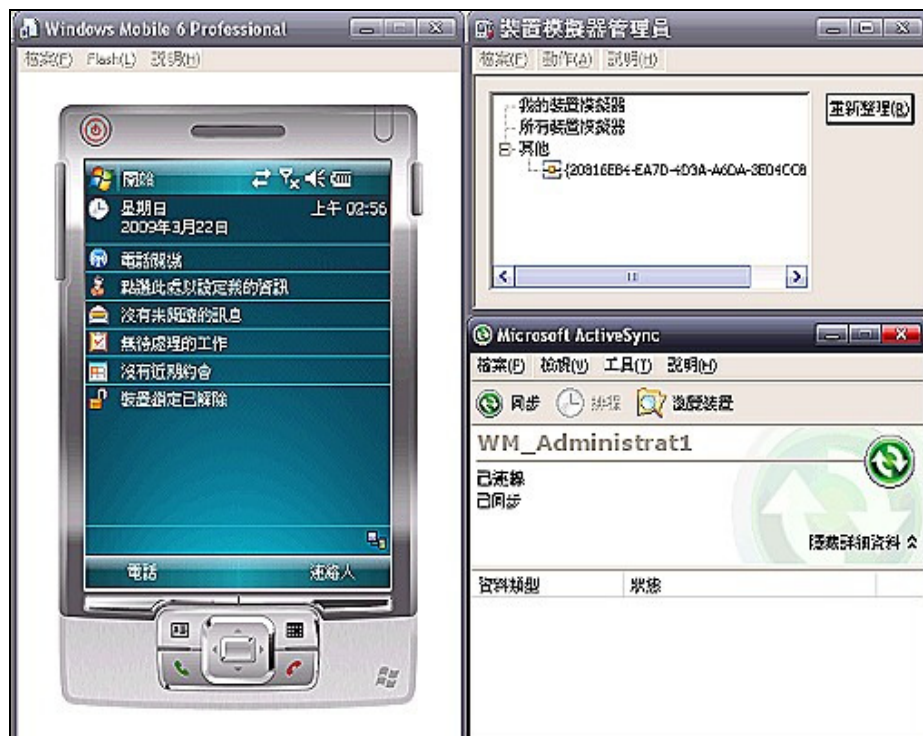 Windows Mobile 6 Professional
檔案(F) Flash(L) 說明(H)
開始
星期日 上午 02:56
2009年3月22日
電話關機
點選此處以設定我的資訊
沒有未閱讀的訊息
無待處理的工作
沒有近期約會
裝置鎖定已解除
電話 連絡人
裝置模擬器管理員
檔案(F) 動作(A) 說明(H)
我的裝置模擬器
所有裝置模擬器
其他
重新整理(R)
Microsoft ActiveSync
檔案(F) 檢視(V) 工具(T) 說明(H)
同步 排程 瀏覽裝置
WM_Administrat1
已連線
已同步
隱藏詳細資料
資料類型 狀態